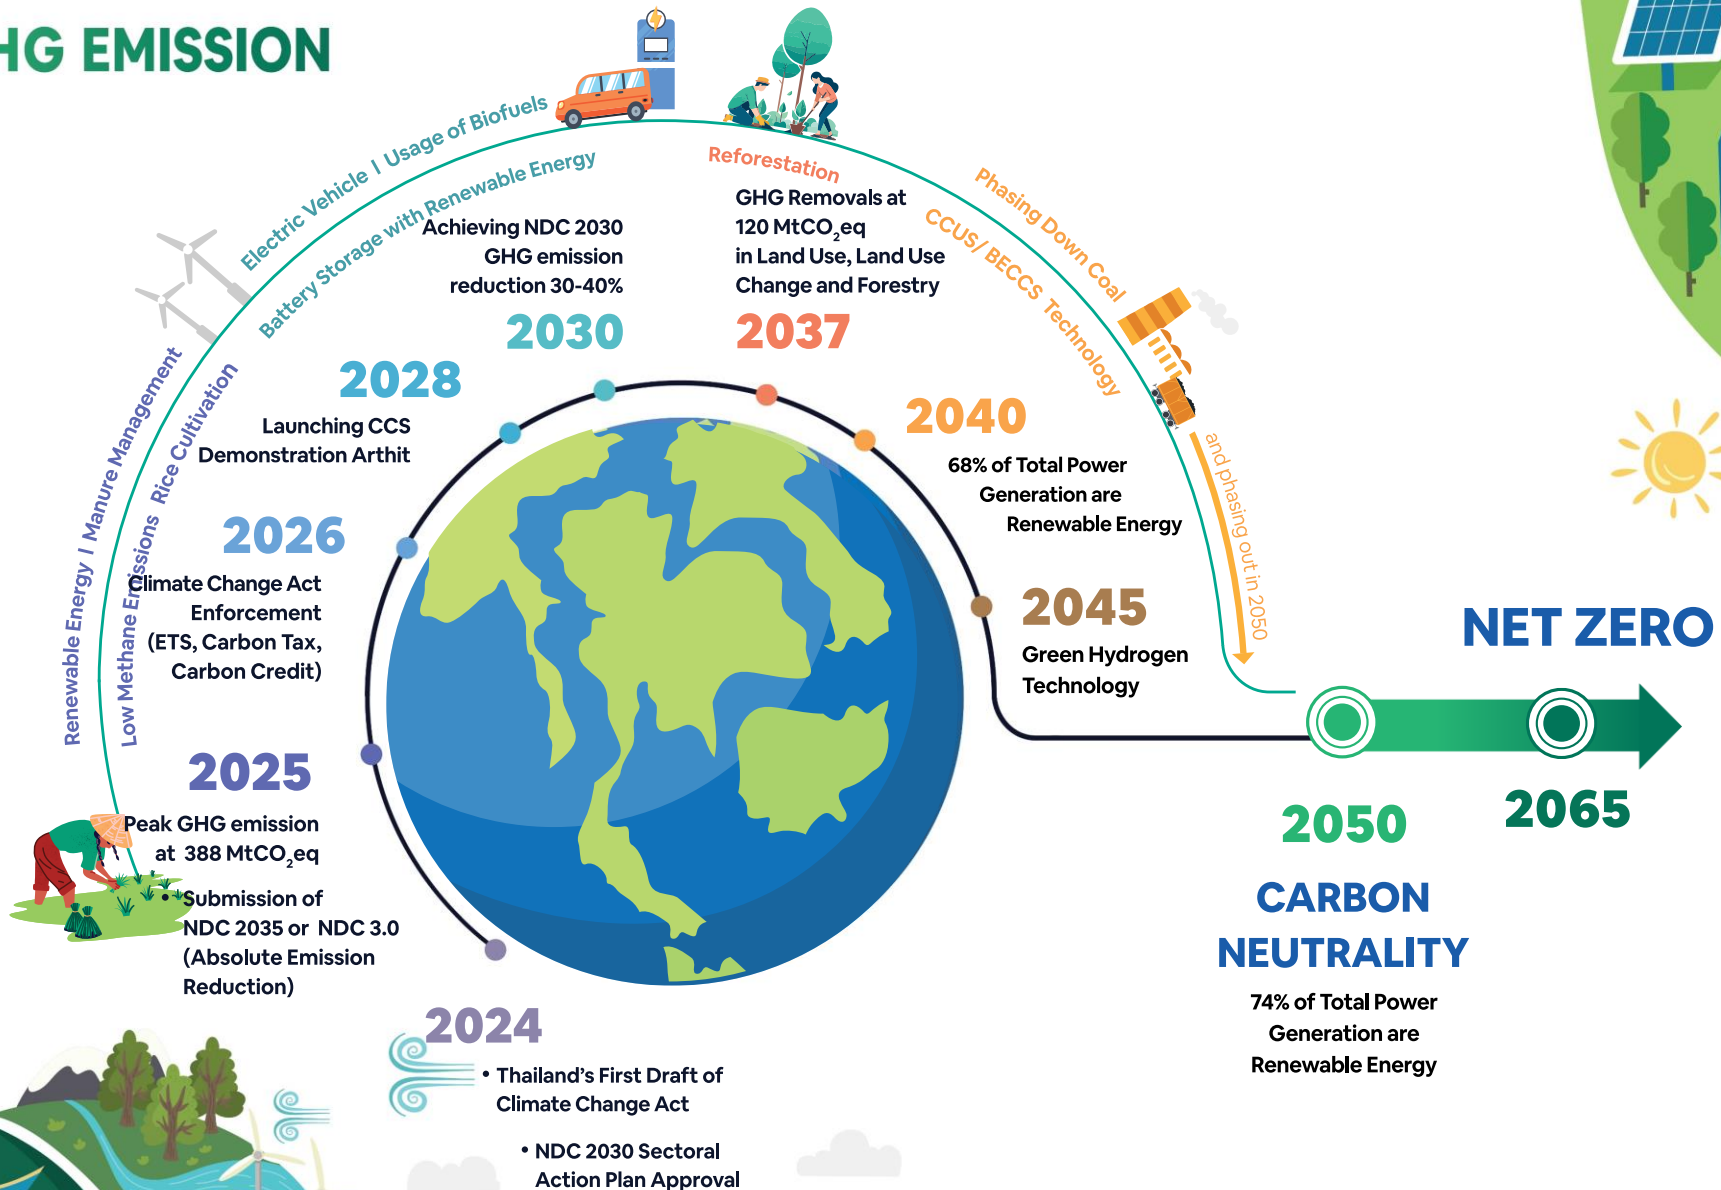 HG EMISSION
Renewable Energy | Manure Management
Low Methane Emissions Rice Cultivation
Electric Vehicle | Usage of Biofuels
Battery Storage with Renewable Energy
Reforestation
Phasing Down Coal
CCUS/ BECCS Technology
and phasing out in 2050
2024
• Thailand's First Draft of
Climate Change Act
• NDC 2030 Sectoral
Action Plan Approval
2025
Peak GHG emission
at 388 MtCO₂eq
• Submission of
NDC 2035 or NDC 3.0
(Absolute Emission
Reduction)
2026
Climate Change Act
Enforcement
(ETS, Carbon Tax,
Carbon Credit)
2028
Launching CCS
Demonstration Arthit
Achieving NDC 2030
GHG emission
reduction 30-40%
2030
GHG Removals at
120 MtCO₂eq
in Land Use, Land Use
Change and Forestry
2037
2040
68% of Total Power
Generation are
Renewable Energy
2045
Green Hydrogen
Technology
NET ZERO
2050
2065
CARBON
NEUTRALITY
74% of Total Power
Generation are
Renewable Energy